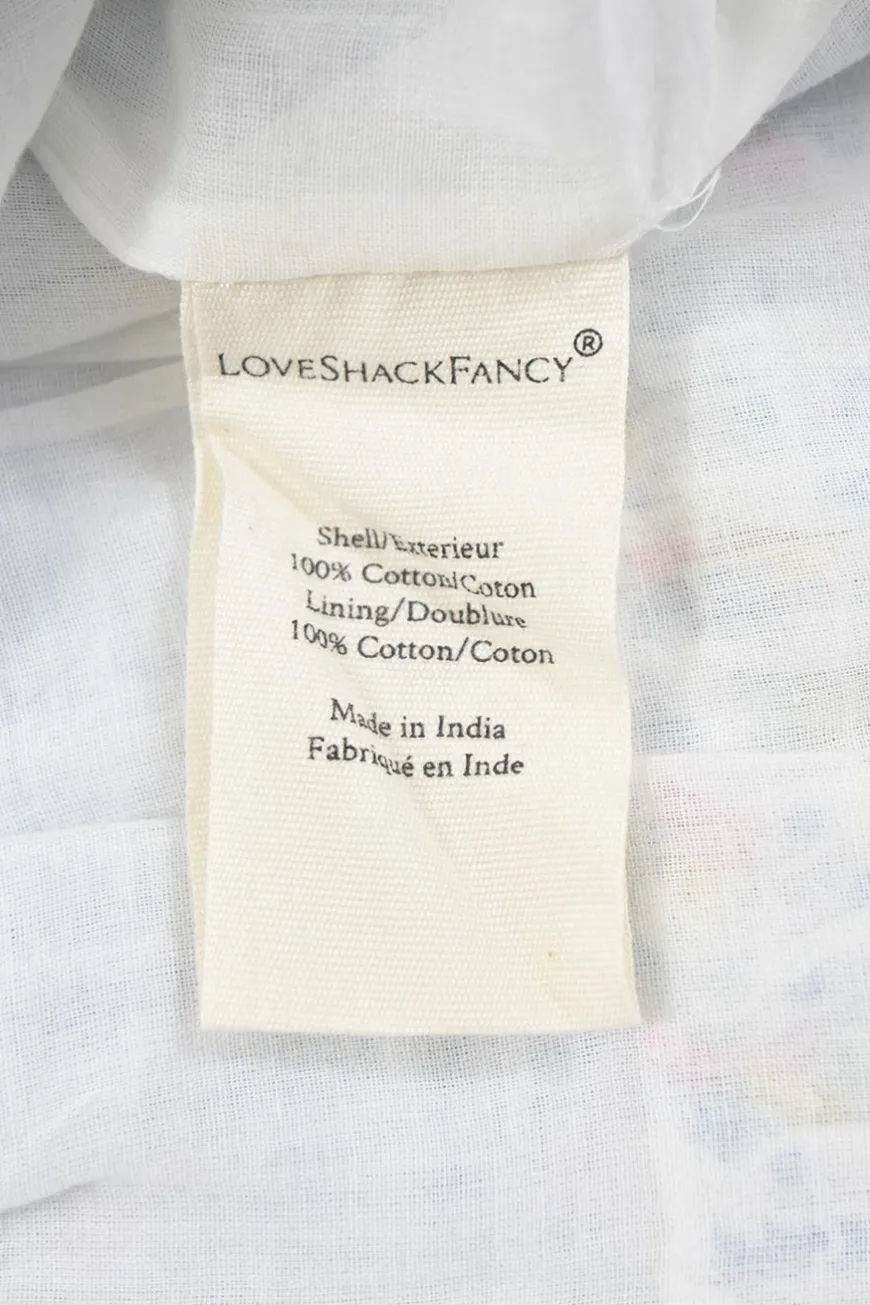 LOVESHACKFANCY®
Shell/Exterieur
100% Cotton/Coton
Lining/Doublure
100% Cotton/Coton
Made in India
Fabriqué en Inde